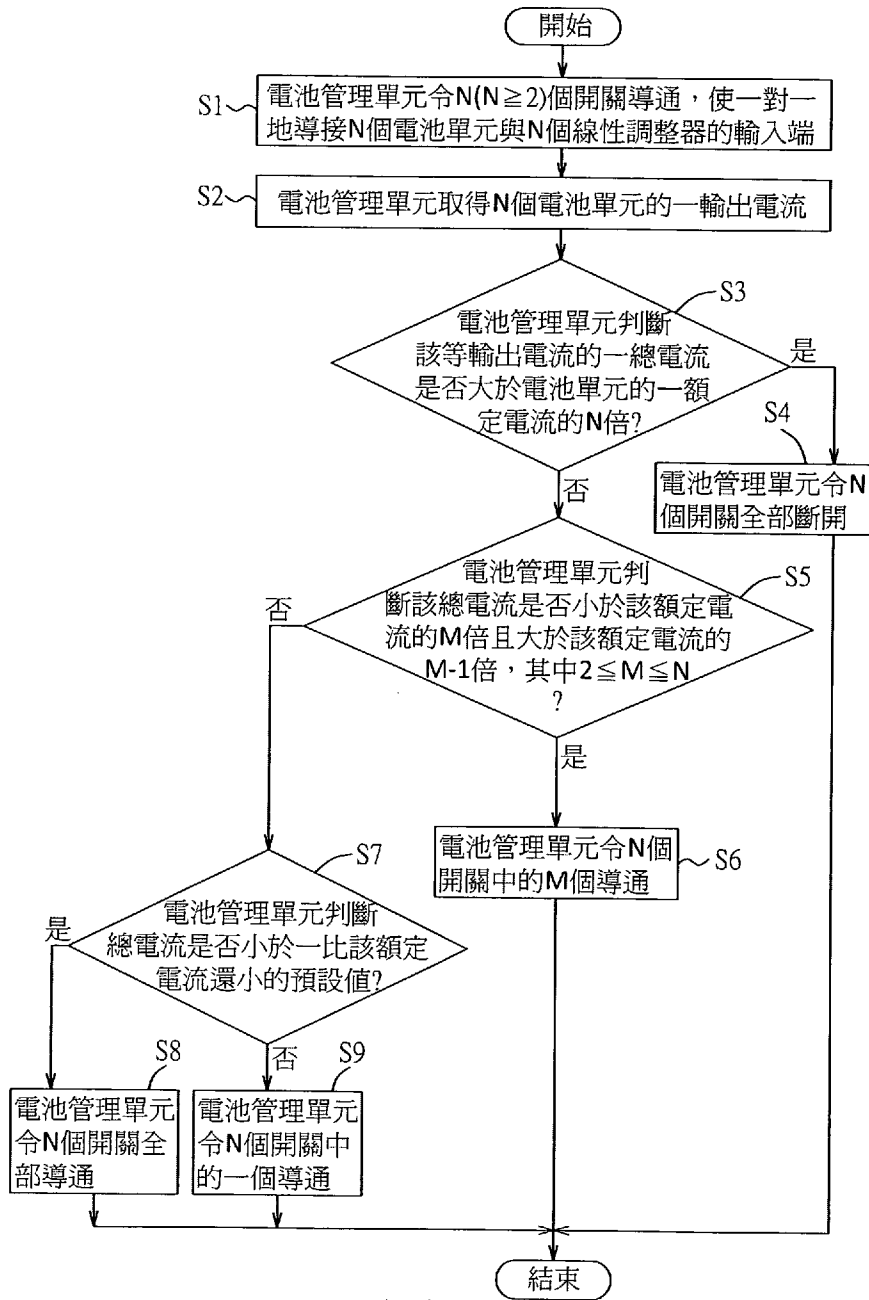 開始
S1
電池管理單元令N(N≧2)個開關導通，使一對一
地導接N個電池單元與N個線性調整器的輸入端
S2
電池管理單元取得N個電池單元的一輸出電流
S3
電池管理單元判斷
該等輸出電流的一總電流
是否大於電池單元的一額
定電流的N倍?
是
S4
電池管理單元令N
個開關全部斷開
否
S5
電池管理單元判
斷該總電流是否小於該額定電
流的M倍且大於該額定電流的
M-1倍，其中2≦M≦N
?
否
是
S6
電池管理單元令N個
開關中的M個導通
S7
電池管理單元判斷
總電流是否小於一比該額定
電流還小的預設值?
是
否
S8
電池管理單元
令N個開關全
部導通
S9
電池管理單元
令N個開關中
的一個導通
結束